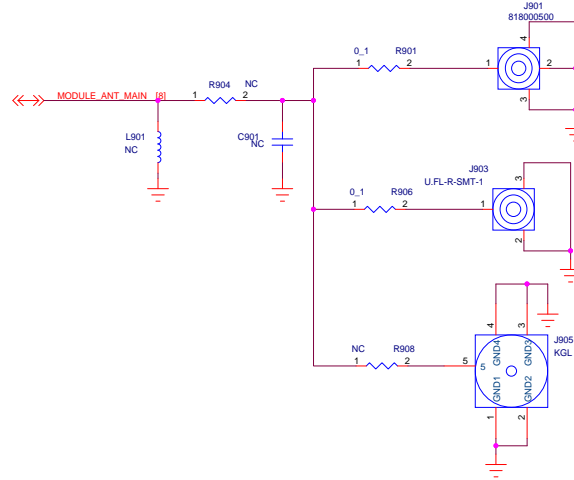 J901
818000500
4
0_1 R901
1 2 1 2
3
MODULE_ANT_MAIN [8]
R904 NC
1 2
L901
NC
C901
NC
J903
U.FL-R-SMT-1
3
0_1 R906
1 2 1
2
4 3
GND4 GND3
J905
KGL
NC R908
1 2 5 5
GND1 GND2
1 2